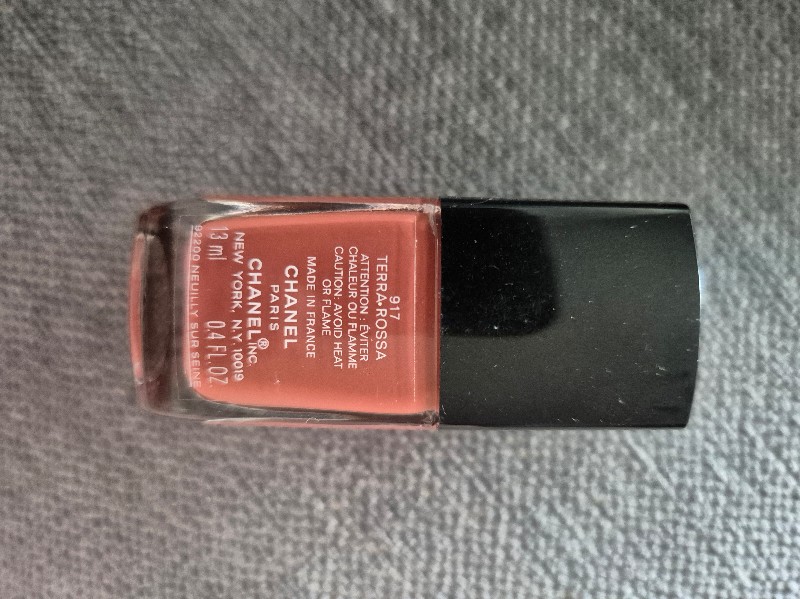 917
TERRA-ROSSA
ATTENTION : ÉVITER
CHALEUR OU FLAMME
CAUTION: AVOID HEAT
OR FLAME
MADE IN FRANCE
CHANEL
PARIS
CHANEL® INC.
NEW YORK, N.Y. 10019
13 ml 0.4 FL.OZ.
92200 NEUILLY SUR SEINE